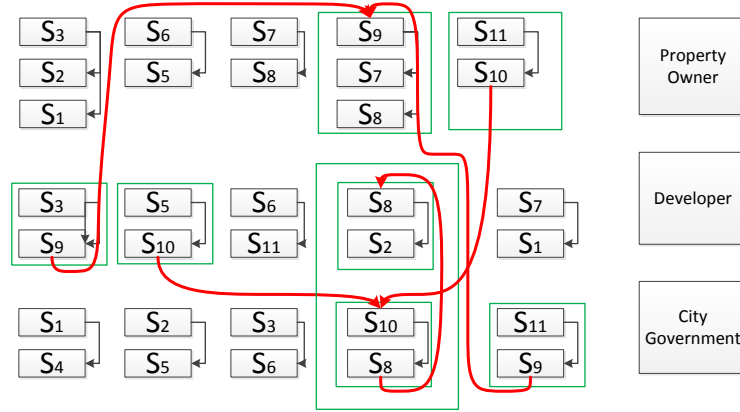 S3 S6 S7 S9 S11
S2 S5 S8 S7 S10
S1 S8
Property
Owner
S3 S5 S6 S8 S7
S9 S10 S11 S2 S1
Developer
S1 S2 S3 S10 S11
S4 S5 S6 S8 S9
City
Government